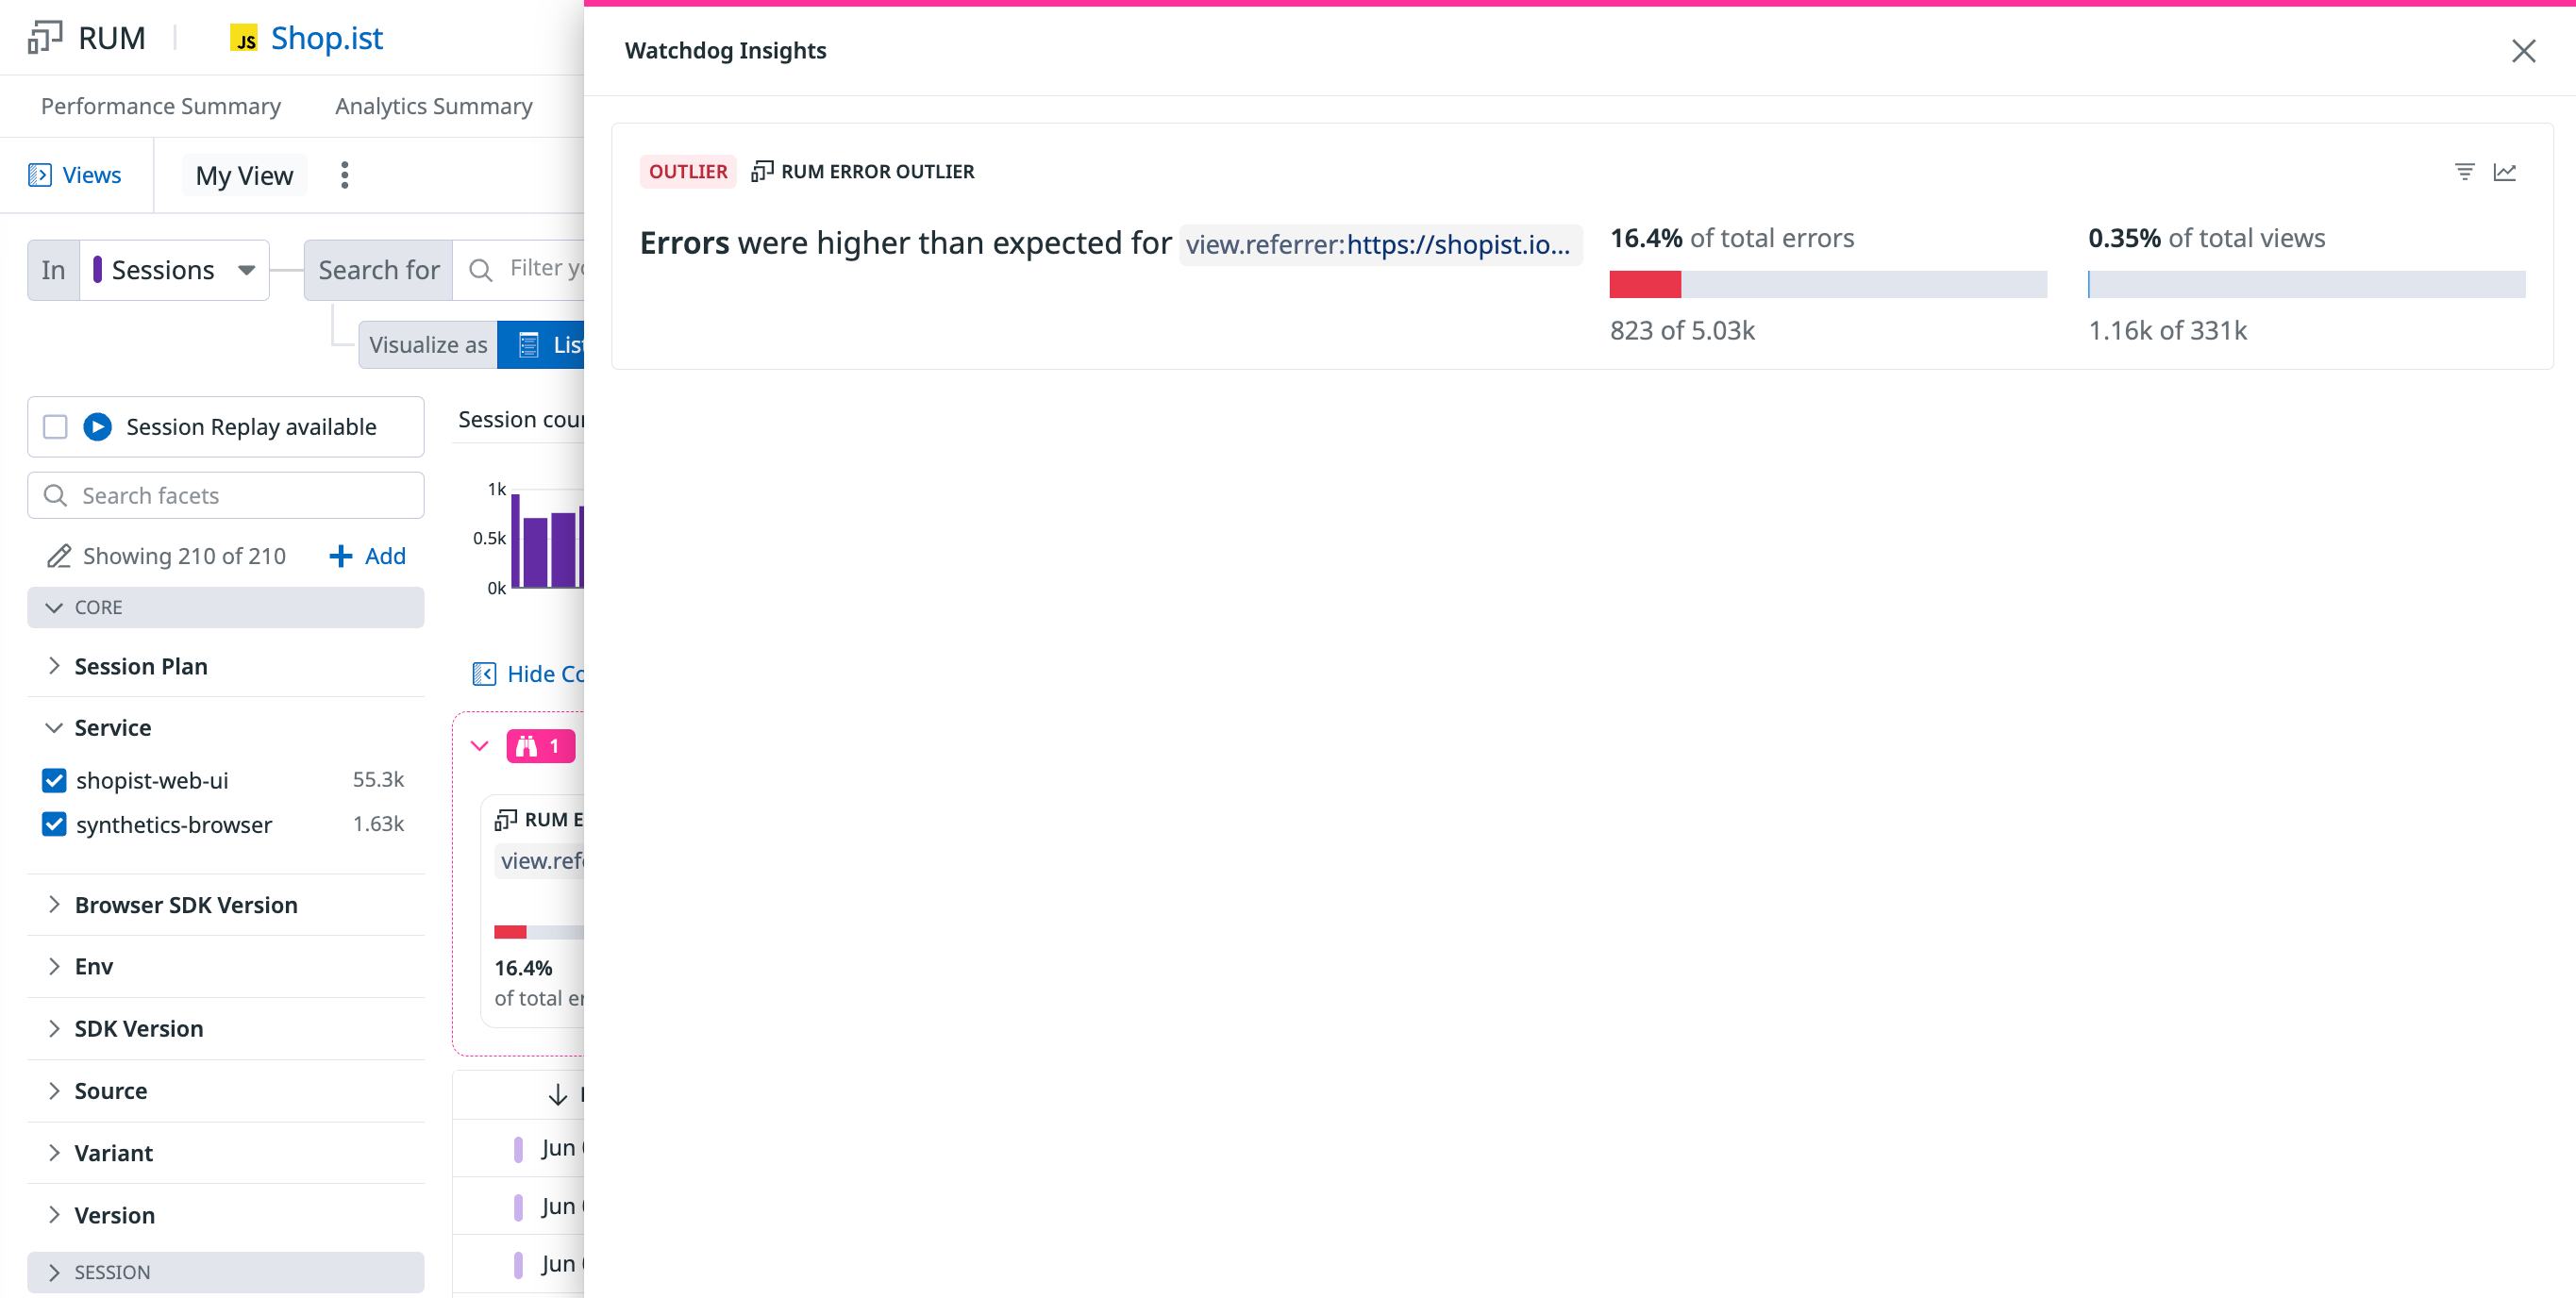 RUM
JS Shop.ist
Performance Summary
Analytics Summary
Views
My View
In
Sessions
Search for
Filter yo
Visualize as
List
Session Replay available
Search facets
Showing 210 of 210
Add
CORE
Session Plan
Service
shopist-web-ui 55.3k
synthetics-browser 1.63k
Browser SDK Version
Env
SDK Version
Source
Variant
Version
SESSION
Session cou
1k
0.5k
0k
Hide Co
1
RUM E
view.refe
16.4%
of total er
Jun
Jun
Jun
Watchdog Insights
OUTLIER RUM ERROR OUTLIER
Errors were higher than expected for view.referrer:https://shopist.io...
16.4% of total errors
823 of 5.03k
0.35% of total views
1.16k of 331k